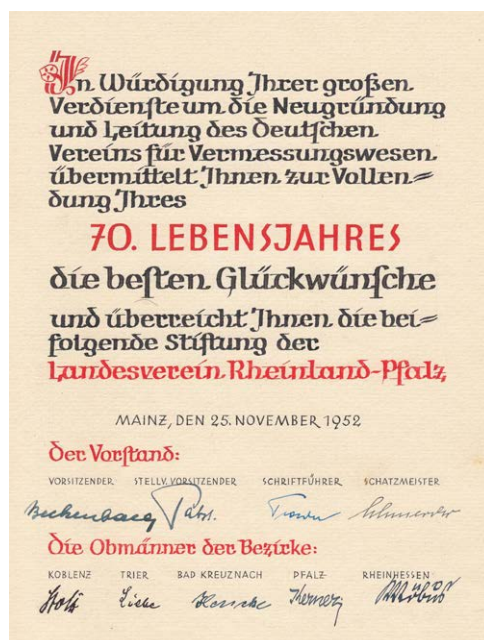 In Würdigung Ihrer großen
Verdienste um die Neugründung
und Leitung des Deutschen
Vereins für Vermessungswesen
übermittelt Ihnen zur Vollen=
dung Ihres
70. LEBENSJAHRES
die besten Glückwünsche
und überreicht Ihnen die bei=
folgende Stiftung der
Landesverein Rheinland-Pfalz
MAINZ, DEN 25. NOVEMBER 1952
Der Vorstand:
VORSITZENDER STELLV. VORSITZENDER SCHRIFTFÜHRER SCHATZMEISTER
Die Obmänner der Bezirke:
KOBLENZ TRIER BAD KREUZNACH PFALZ RHEINHESSEN